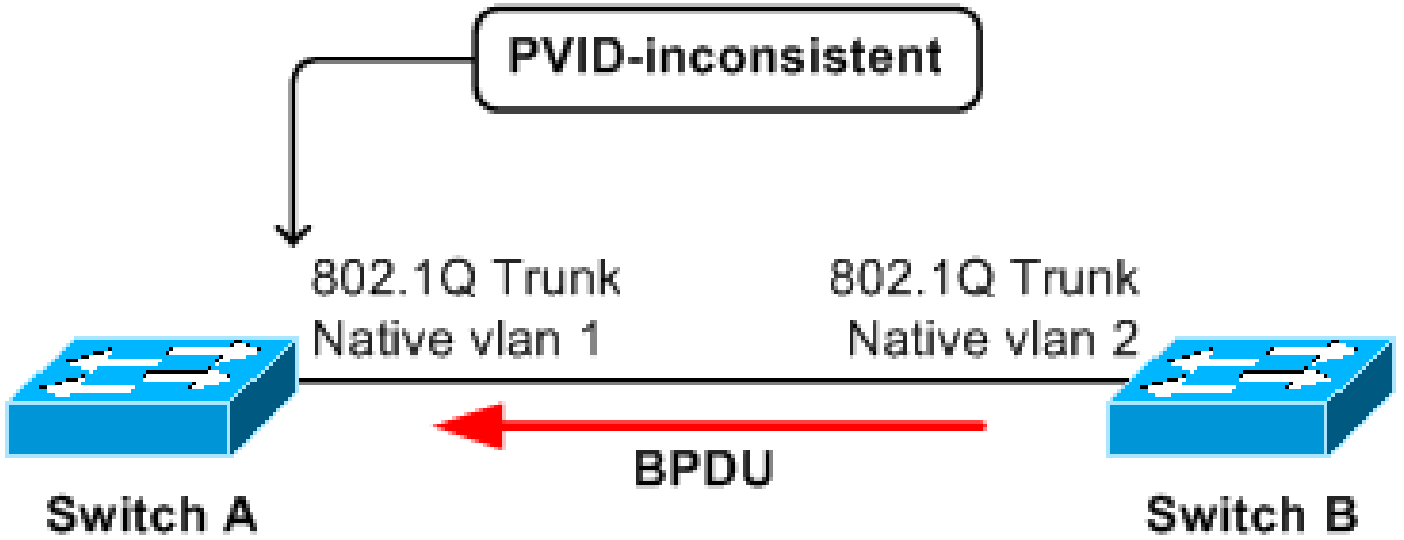 PVID-inconsistent
802.1Q Trunk
Native vlan 1
802.1Q Trunk
Native vlan 2
BPDU
Switch A
Switch B